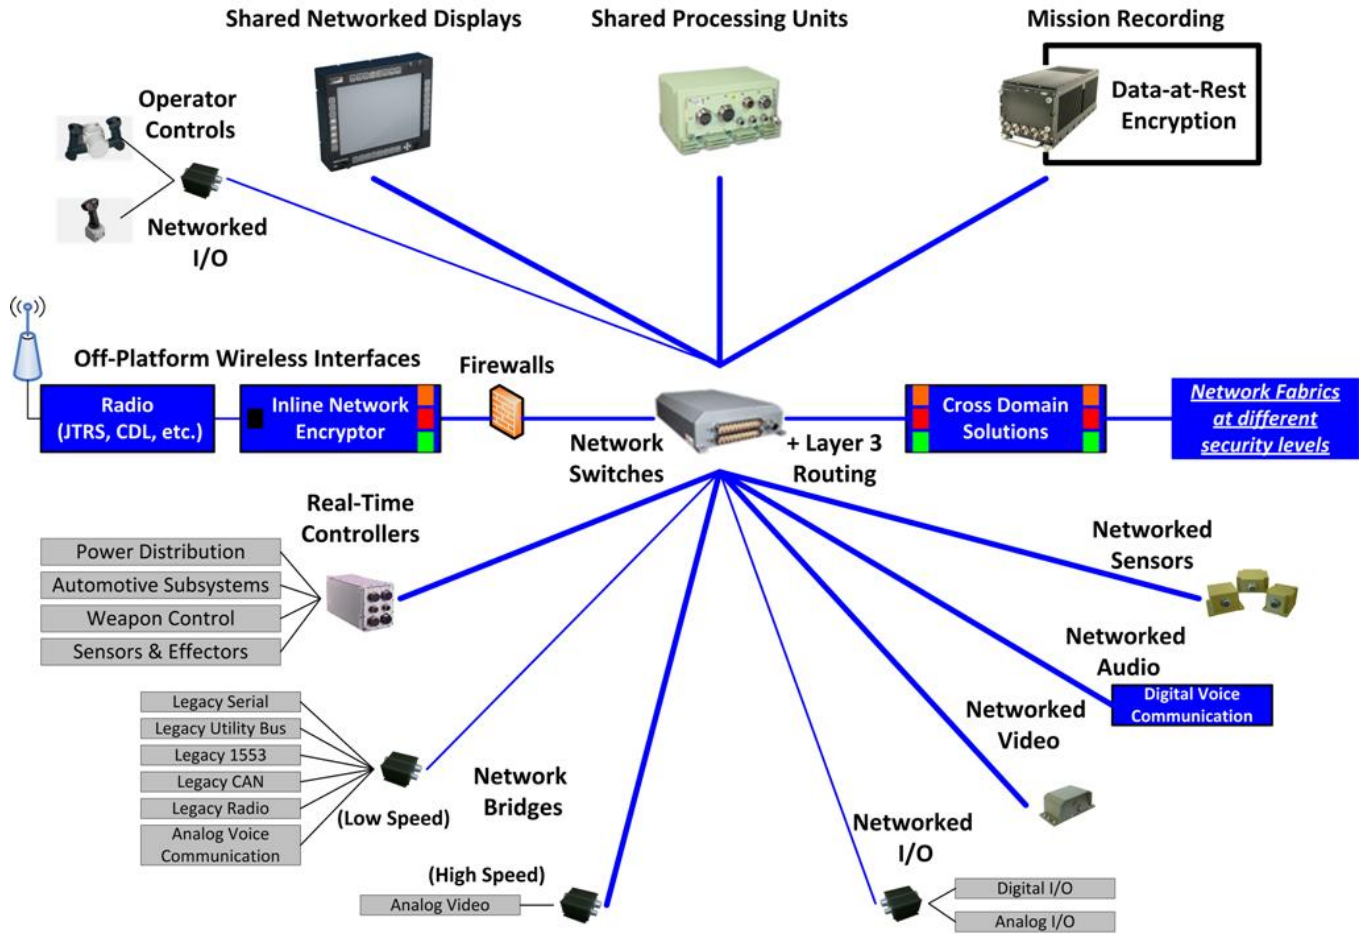 Shared Networked Displays
Shared Processing Units
Mission Recording
Operator
Controls
Data-at-Rest
Encryption
Networked
I/O
Off-Platform Wireless Interfaces
Firewalls
Radio
(JTRS, CDL, etc.)
Inline Network
Encryptor
Network
Switches
+ Layer 3
Routing
Cross Domain
Solutions
Network Fabrics
at different
security levels
Real-Time
Controllers
Power Distribution
Automotive Subsystems
Weapon Control
Sensors & Effectors
Networked
Sensors
Networked
Audio
Digital Voice
Communication
Networked
Video
Legacy Serial
Legacy Utility Bus
Legacy 1553
Legacy CAN
Legacy Radio
Analog Voice
Communication
(Low Speed)
Network
Bridges
(High Speed)
Analog Video
Networked
I/O
Digital I/O
Analog I/O